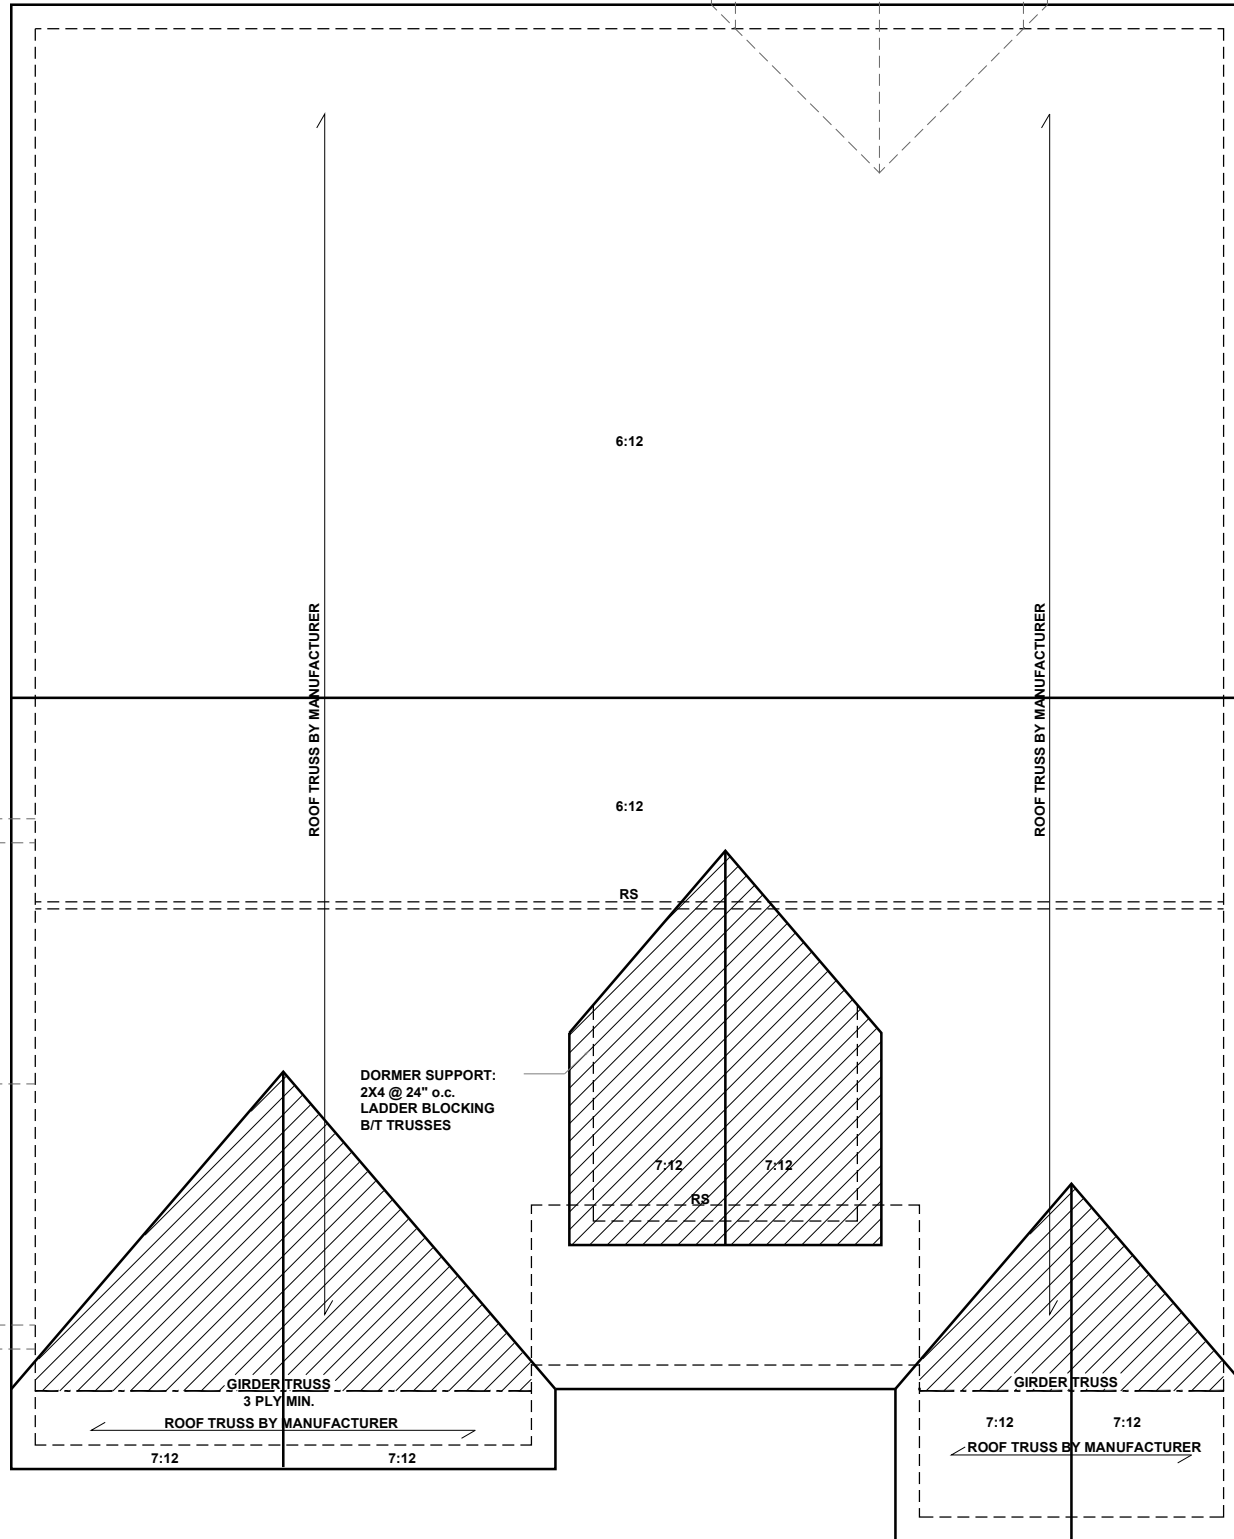 6:12
ROOF TRUSS BY MANUFACTURER
ROOF TRUSS BY MANUFACTURER
6:12
RS
DORMER SUPPORT:
2X4 @ 24" o.c.
LADDER BLOCKING
B/T TRUSSES
7:12
7:12
RS
GIRDER TRUSS
3 PLY MIN.
ROOF TRUSS BY MANUFACTURER
7:12
7:12
GIRDER TRUSS
7:12
7:12
ROOF TRUSS BY MANUFACTURER